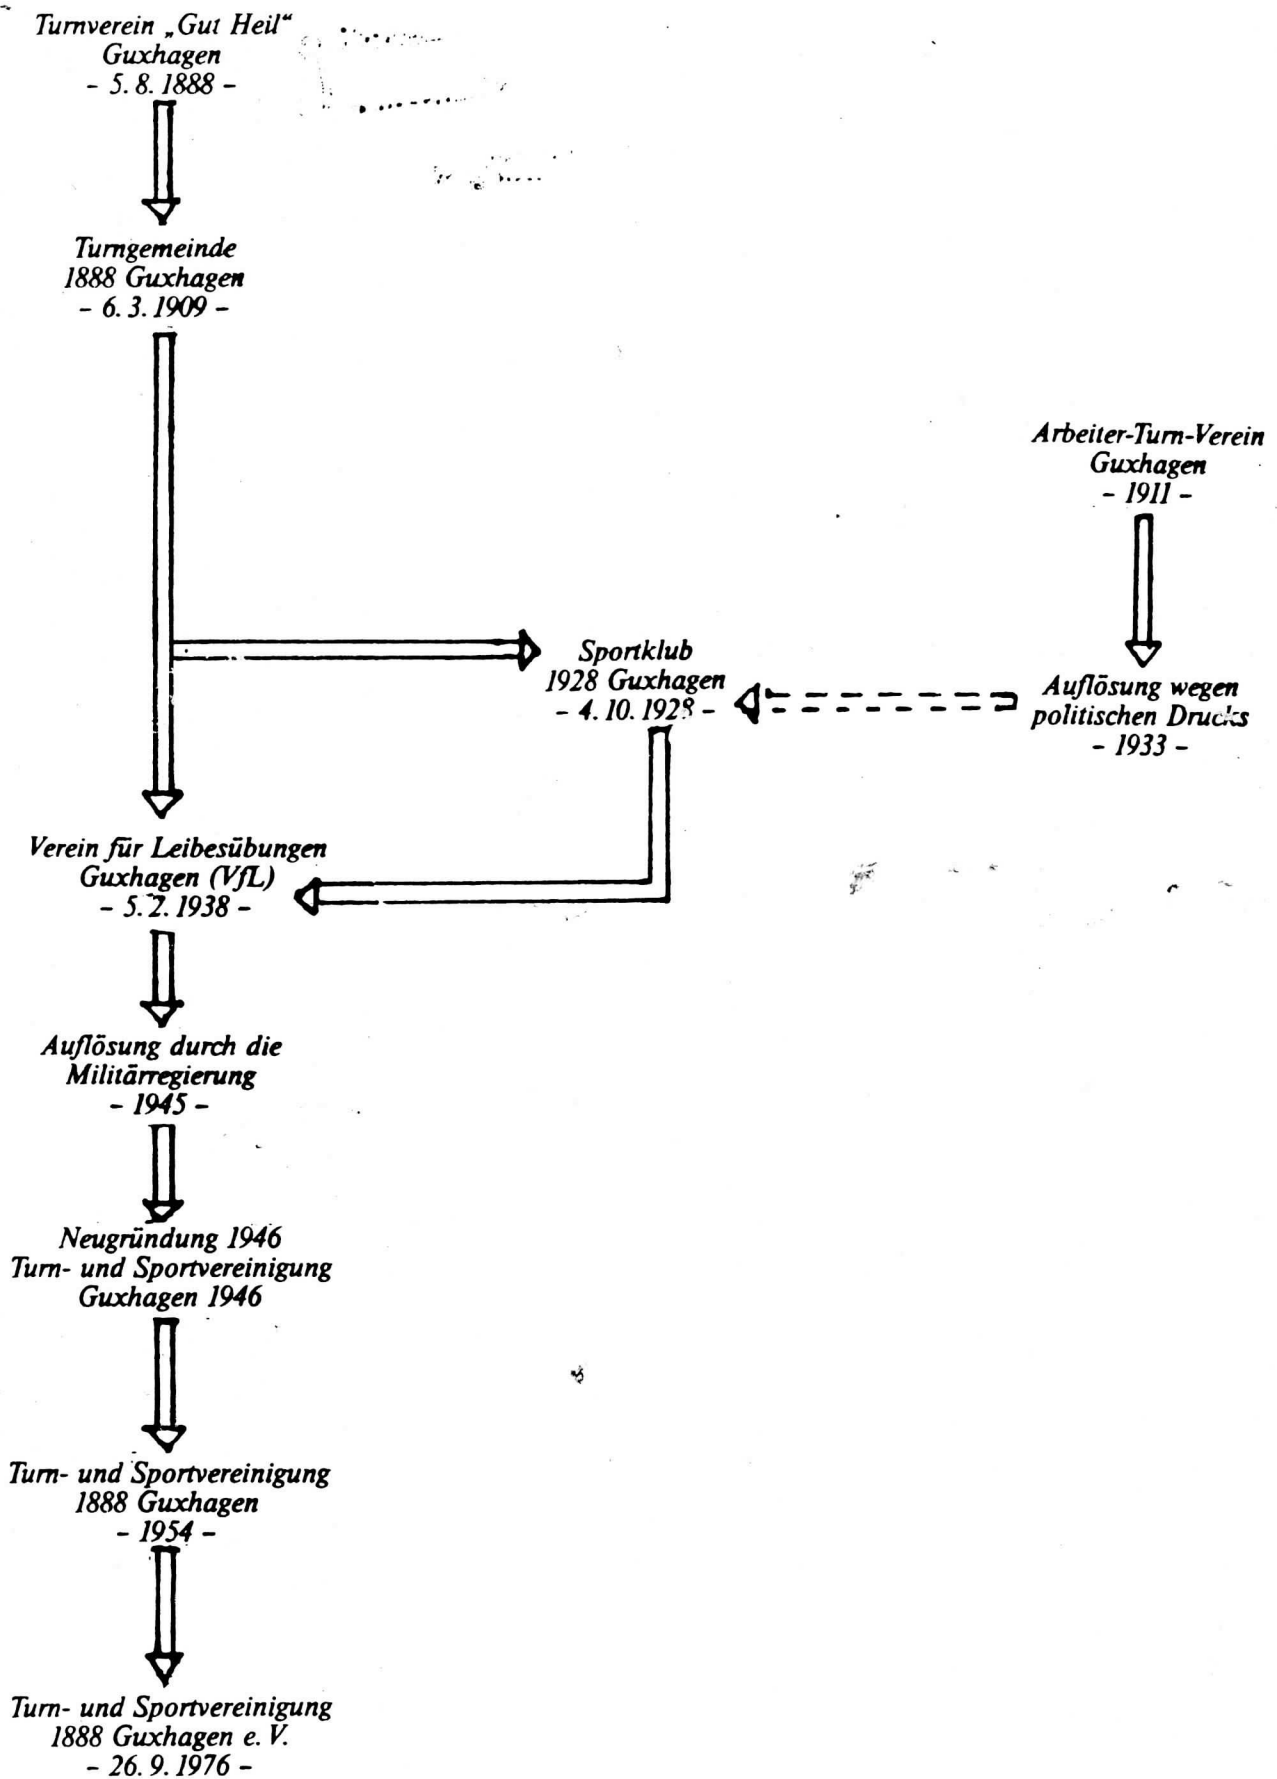 Turnverein „Gut Heil“
Guxhagen
- 5. 8. 1888 -
Turngemeinde
1888 Guxhagen
- 6. 3. 1909 -
Arbeiter-Turn-Verein
Guxhagen
- 1911 -
Sportklub
1928 Guxhagen
- 4. 10. 1928 -
Auflösung wegen
politischen Drucks
- 1933 -
Verein für Leibesübungen
Guxhagen (VfL)
- 5. 2. 1938 -
Auflösung durch die
Militärregierung
- 1945 -
Neugründung 1946
Turn- und Sportvereinigung
Guxhagen 1946
Turn- und Sportvereinigung
1888 Guxhagen
- 1954 -
Turn- und Sportvereinigung
1888 Guxhagen e. V.
- 26. 9. 1976 -